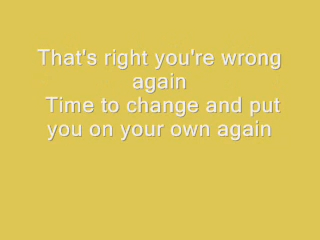 That's right you're wrong
again
Time to change and put
you on your own again